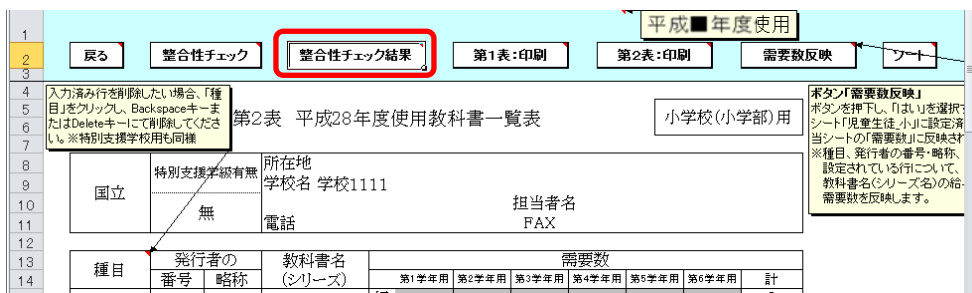 平成■年度使用
1
2
3
戻る 整合性チェック 整合性チェック結果 第1表:印刷 第2表:印刷 需要数反映 ソート
4
5
6
7
入力済み行を削除したい場合、「種
目」をクリックし、Backspaceキーま
たはDeleteキーにて削除してくださ
い。※特別支援学校用も同様
第2表 平成28年度使用教科書一覧表
小学校(小学部)用
ボタン「需要数反映」
ボタンを押下し、「はい」を選択
シート「児童生徒_小」に設定済
当シートの「需要数」に反映され
※種目、発行者の番号・略称、
設定されている行について、
教科書名(シリーズ名)の給
需要数を反映します。
8
9
10
11
国立
特別支援学級有無
無
所在地
学校名 学校1111
担当者名
電話 FAX
12
13
14
種目 発行者の 教科書名 需要数
番号 略称 (シリーズ) 第1学年用 第2学年用 第3学年用 第4学年用 第5学年用 第6学年用 計